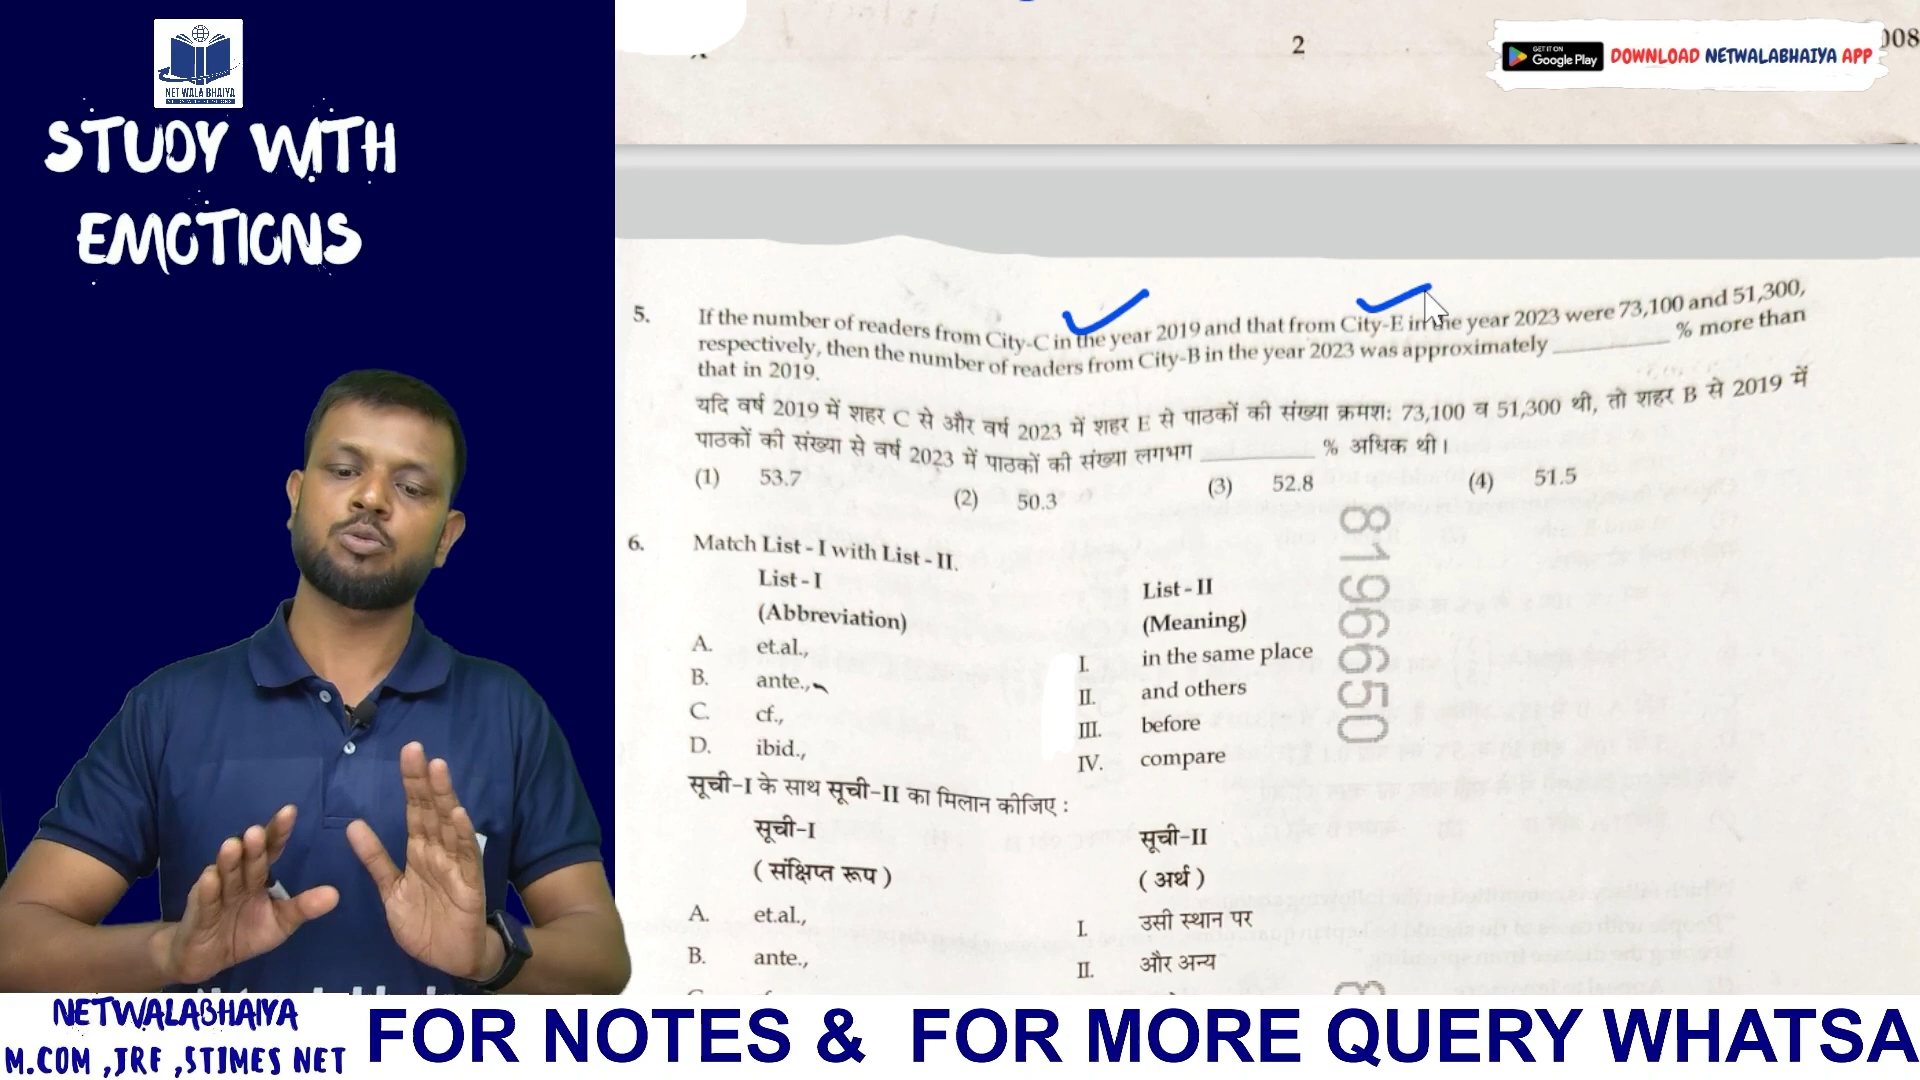 NET WALA BHAIYA
STUDY WITH
EMOTIONS
2
GET IT ON
Google Play
DOWNLOAD NETWALABHAIYA APP
008
5. If the number of readers from City-C in the year 2019 and that from City-E in the year 2023 were 73,100 and 51,300,
respectively, then the number of readers from City-B in the year 2023 was approximately __________ % more than
that in 2019.
यदि वर्ष 2019 में शहर C से और वर्ष 2023 में शहर E से पाठकों की संख्या क्रमश: 73,100 व 51,300 थी, तो शहर B से 2019 में
पाठकों की संख्या से वर्ष 2023 में पाठकों की संख्या लगभग __________ % अधिक थी।
(1) 53.7 (2) 50.3 (3) 52.8 (4) 51.5
6. Match List - I with List - II.
List - I List - II
(Abbreviation) (Meaning)
A. et.al., I. in the same place
B. ante., II. and others
C. cf., III. before
D. ibid., IV. compare
8196650
सूची-I के साथ सूची-II का मिलान कीजिए :
सूची-I सूची-II
( संक्षिप्त रूप ) ( अर्थ )
A. et.al., I. उसी स्थान पर
B. ante., II. और अन्य
NETWALABHAIYA
M.COM ,JRF ,5TIMES NET
FOR NOTES & FOR MORE QUERY WHATSA